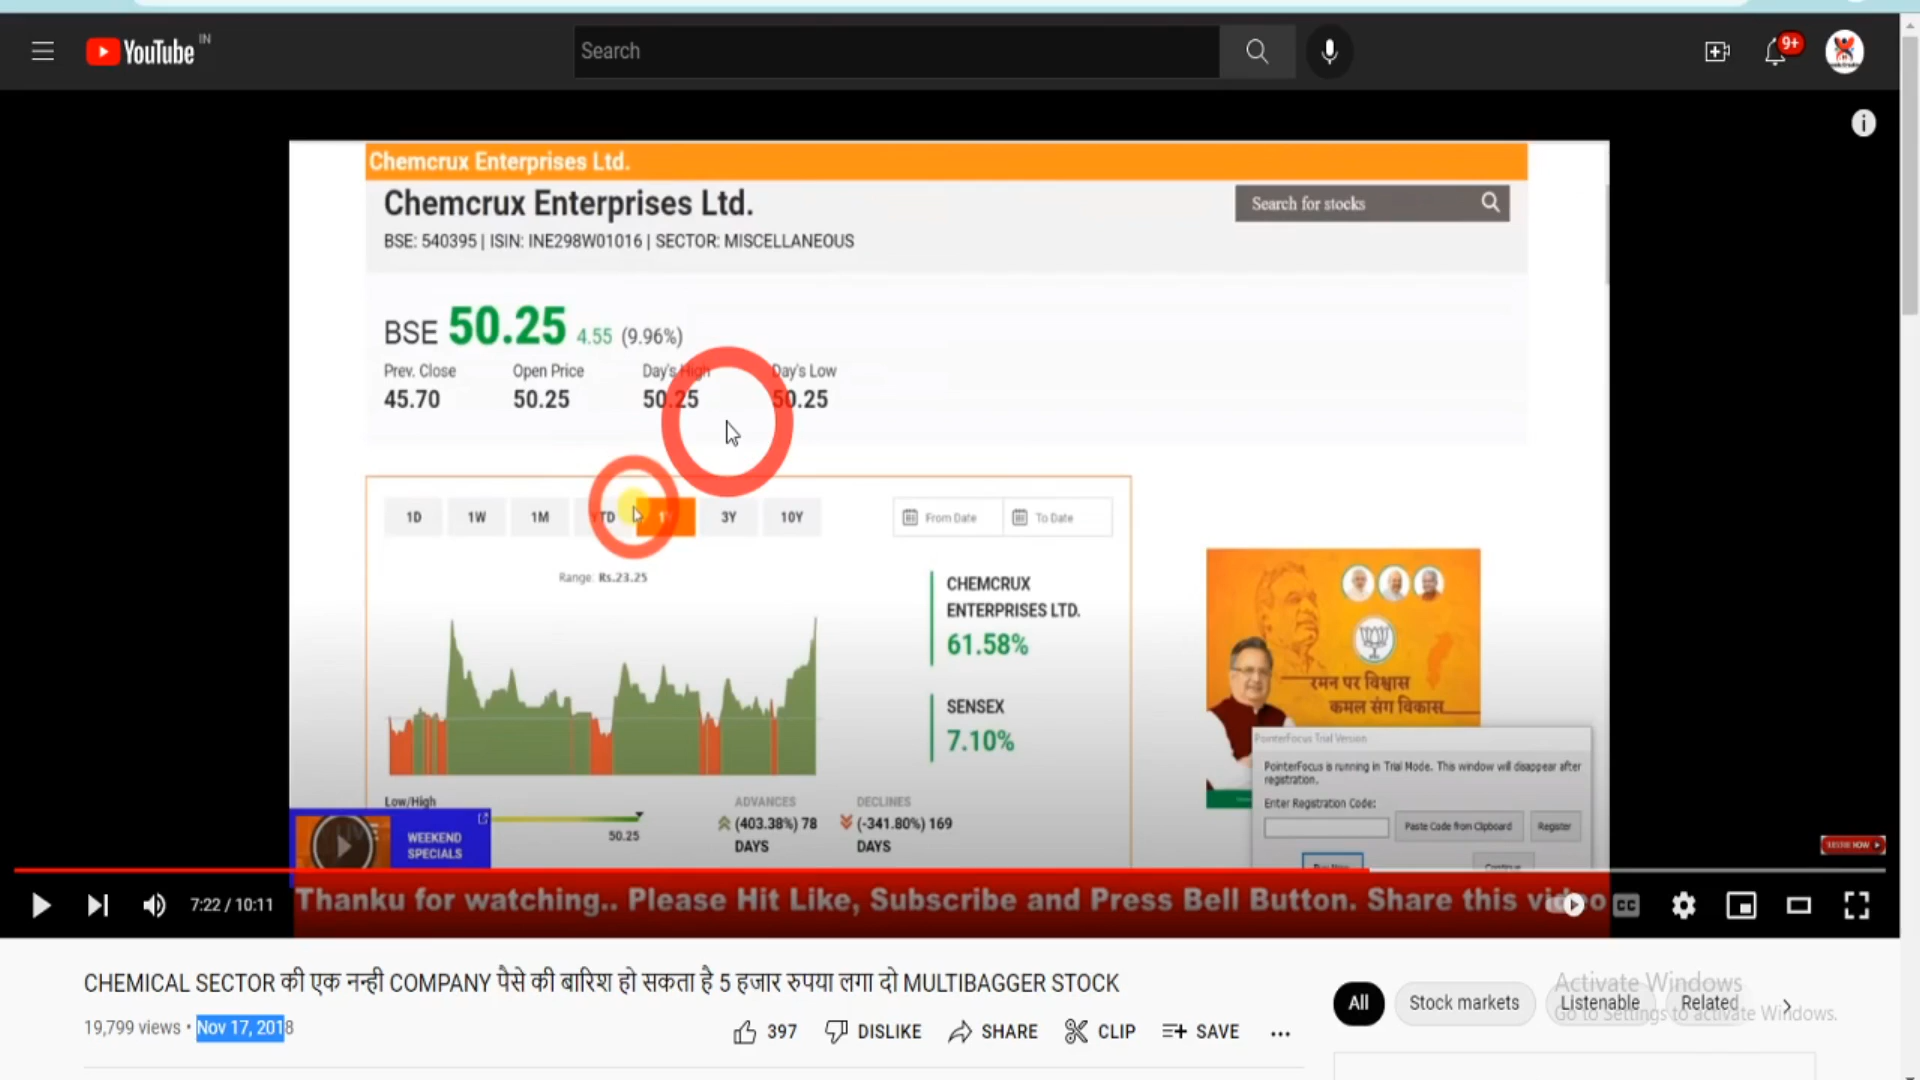 YouTube IN
Search
9+
Chemcrux Enterprises Ltd.
Chemcrux Enterprises Ltd.
Search for stocks
BSE: 540395 | ISIN: INE298W01016 | SECTOR: MISCELLANEOUS
BSE 50.25 4.55 (9.96%)
Prev. Close Open Price Day's High Day's Low
45.70 50.25 50.25 50.25
1D 1W 1M YTD 1Y 3Y 10Y
From Date To Date
Range: Rs.23.25
CHEMCRUX
ENTERPRISES LTD.
61.58%
SENSEX
7.10%
रमन पर विश्वास
कमल संग विकास
PointerFocus Trial Version
PointerFocus is running in Trial Mode. This window will disappear after
registration.
Enter Registration Code:
Paste Code from Clipboard Register
Buy Now Continue
Low/High
50.25
ADVANCES DECLINES
(403.38%) 78 (-341.80%) 169
DAYS DAYS
WEEKEND
SPECIALS
7:22 / 10:11
Thanku for watching.. Please Hit Like, Subscribe and Press Bell Button. Share this video
CC
CHEMICAL SECTOR की एक नन्ही COMPANY पैसे की बारिश हो सकता है 5 हजार रुपया लगा दो MULTIBAGGER STOCK
19,799 views • Nov 17, 2018
397 DISLIKE SHARE CLIP SAVE ...
All Stock markets Listenable Related
Activate Windows
Go to Settings to activate Windows.